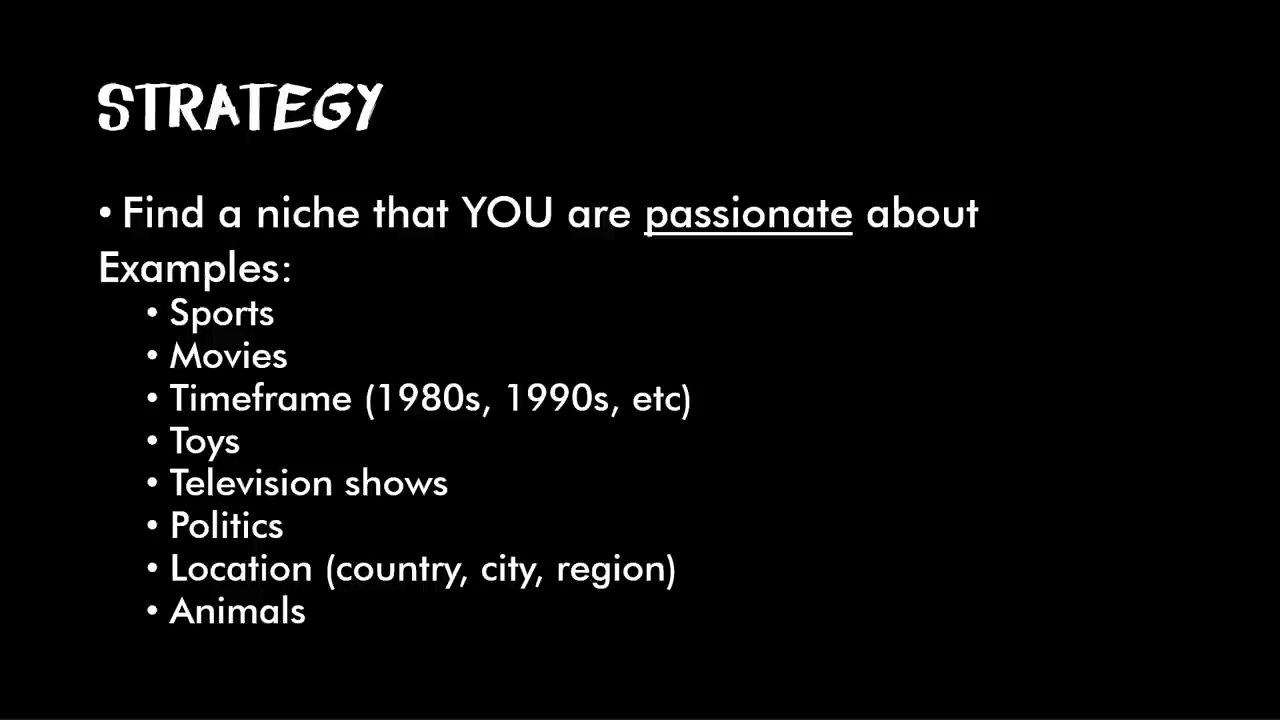 STRATEGY
• Find a niche that YOU are passionate about
Examples:
• Sports
• Movies
• Timeframe (1980s, 1990s, etc)
• Toys
• Television shows
• Politics
• Location (country, city, region)
• Animals